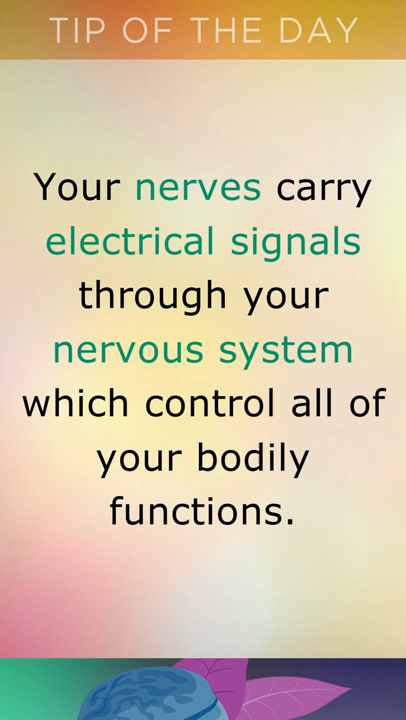 TIP OF THE DAY
Your nerves carry
electrical signals
through your
nervous system
which control all of
your bodily
functions.